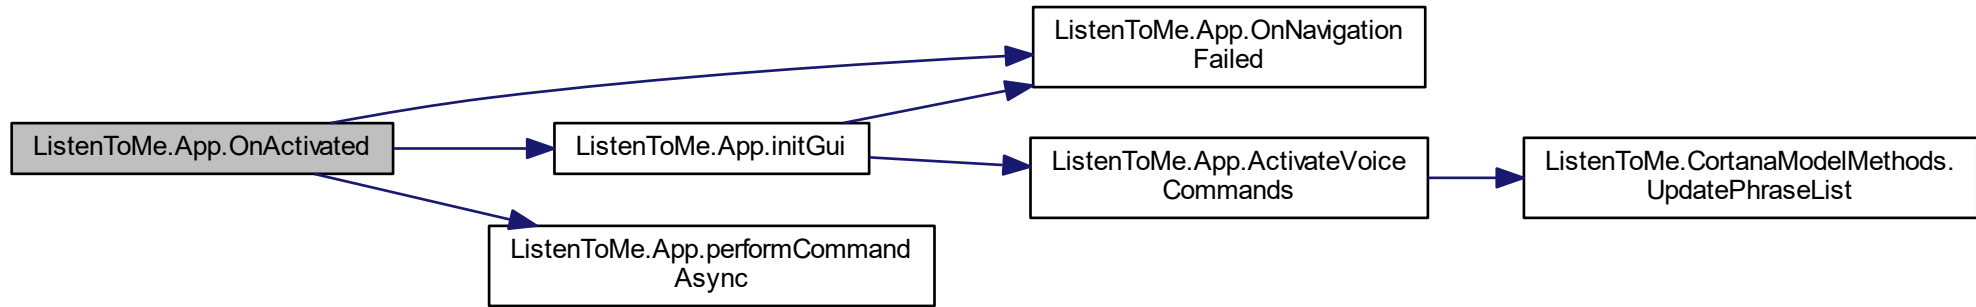 ListenToMe.App.OnActivated
ListenToMe.App.initGui
ListenToMe.App.performCommand
Async
ListenToMe.App.OnNavigation
Failed
ListenToMe.App.ActivateVoice
Commands
ListenToMe.CortanaModelMethods.
UpdatePhraseList